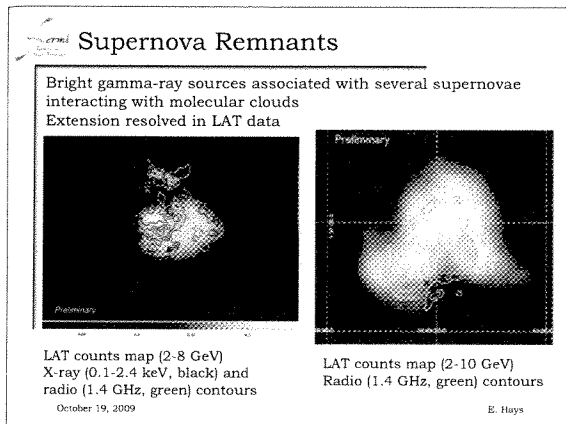 Supernova Remnants
Bright gamma-ray sources associated with several supernovae
interacting with molecular clouds
Extension resolved in LAT data
Preliminary
Preliminary
LAT counts map (2-8 GeV)
X-ray (0.1-2.4 keV, black) and
radio (1.4 GHz, green) contours
LAT counts map (2-10 GeV)
Radio (1.4 GHz, green) contours
October 19, 2009
E. Hays